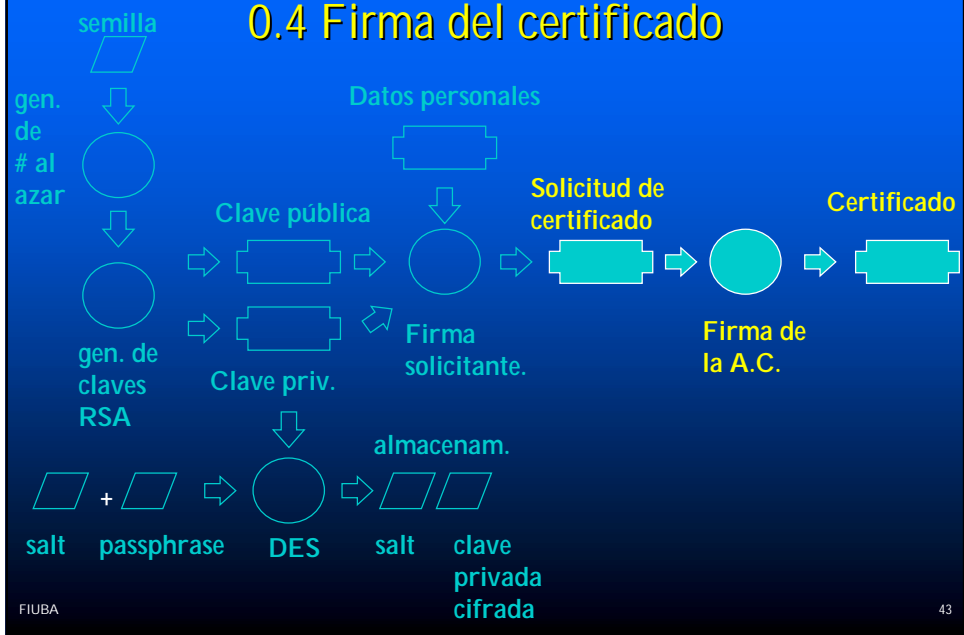 0.4 Firma del certificado
semilla
gen.
de
# al
azar
Datos personales
Clave pública
Solicitud de
certificado
Certificado
gen. de
claves
RSA
Clave priv.
Firma
solicitante.
Firma de
la A.C.
almacenam.
+
salt
passphrase
DES
salt
clave
privada
cifrada
FIUBA
43